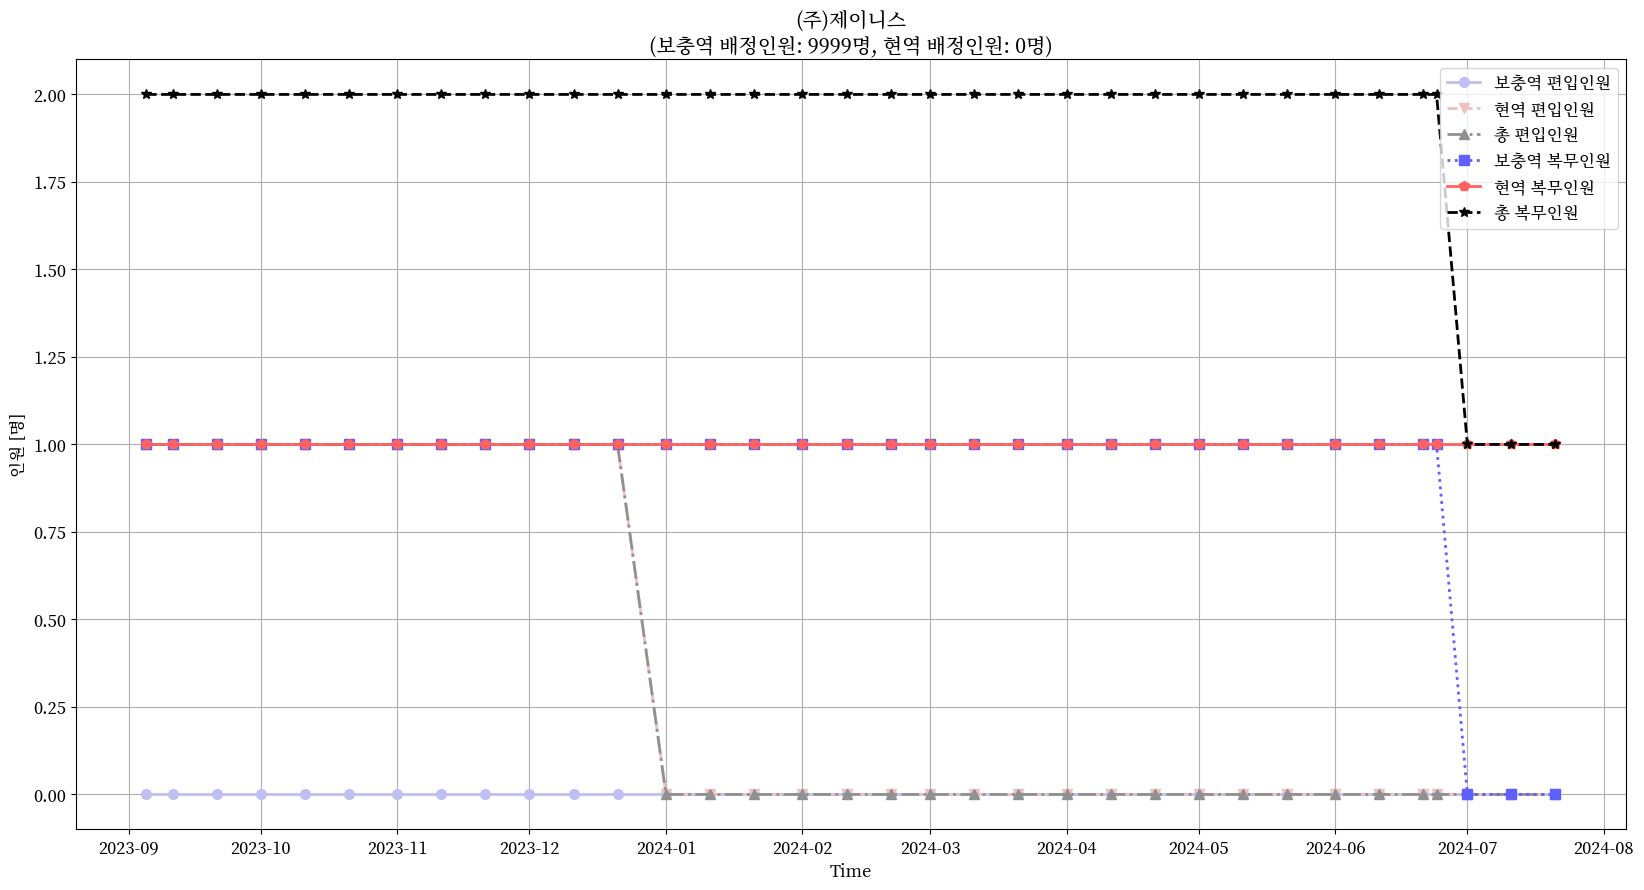 (주)제이니스
(보충역 배정인원: 9999명, 현역 배정인원: 0명)
보충역 편입인원
현역 편입인원
총 편입인원
보충역 복무인원
현역 복무인원
총 복무인원
인원 [명]
2.00
1.75
1.50
1.25
1.00
0.75
0.50
0.25
0.00
2023-09 2023-10 2023-11 2023-12 2024-01 2024-02 2024-03 2024-04 2024-05 2024-06 2024-07 2024-08
Time